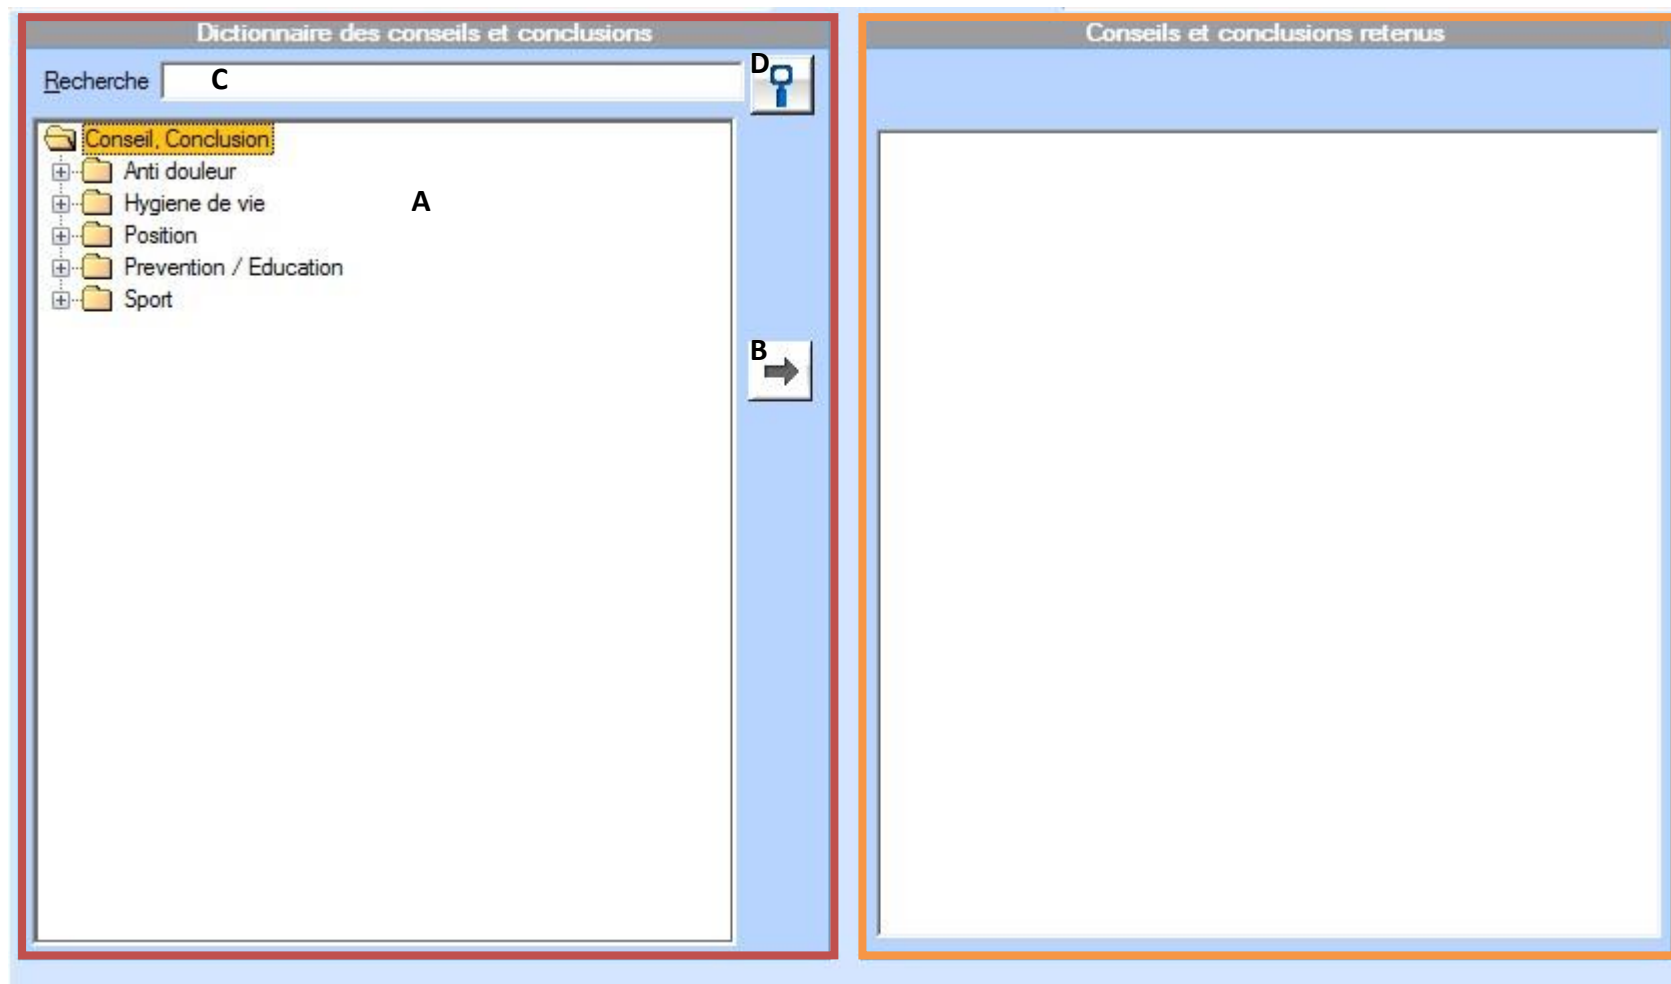 Dictionnaire des conseils et conclusions
Recherche C D
Conseil, Conclusion
Anti douleur
Hygiene de vie A
Position
Prevention / Education
Sport
B
Conseils et conclusions retenus